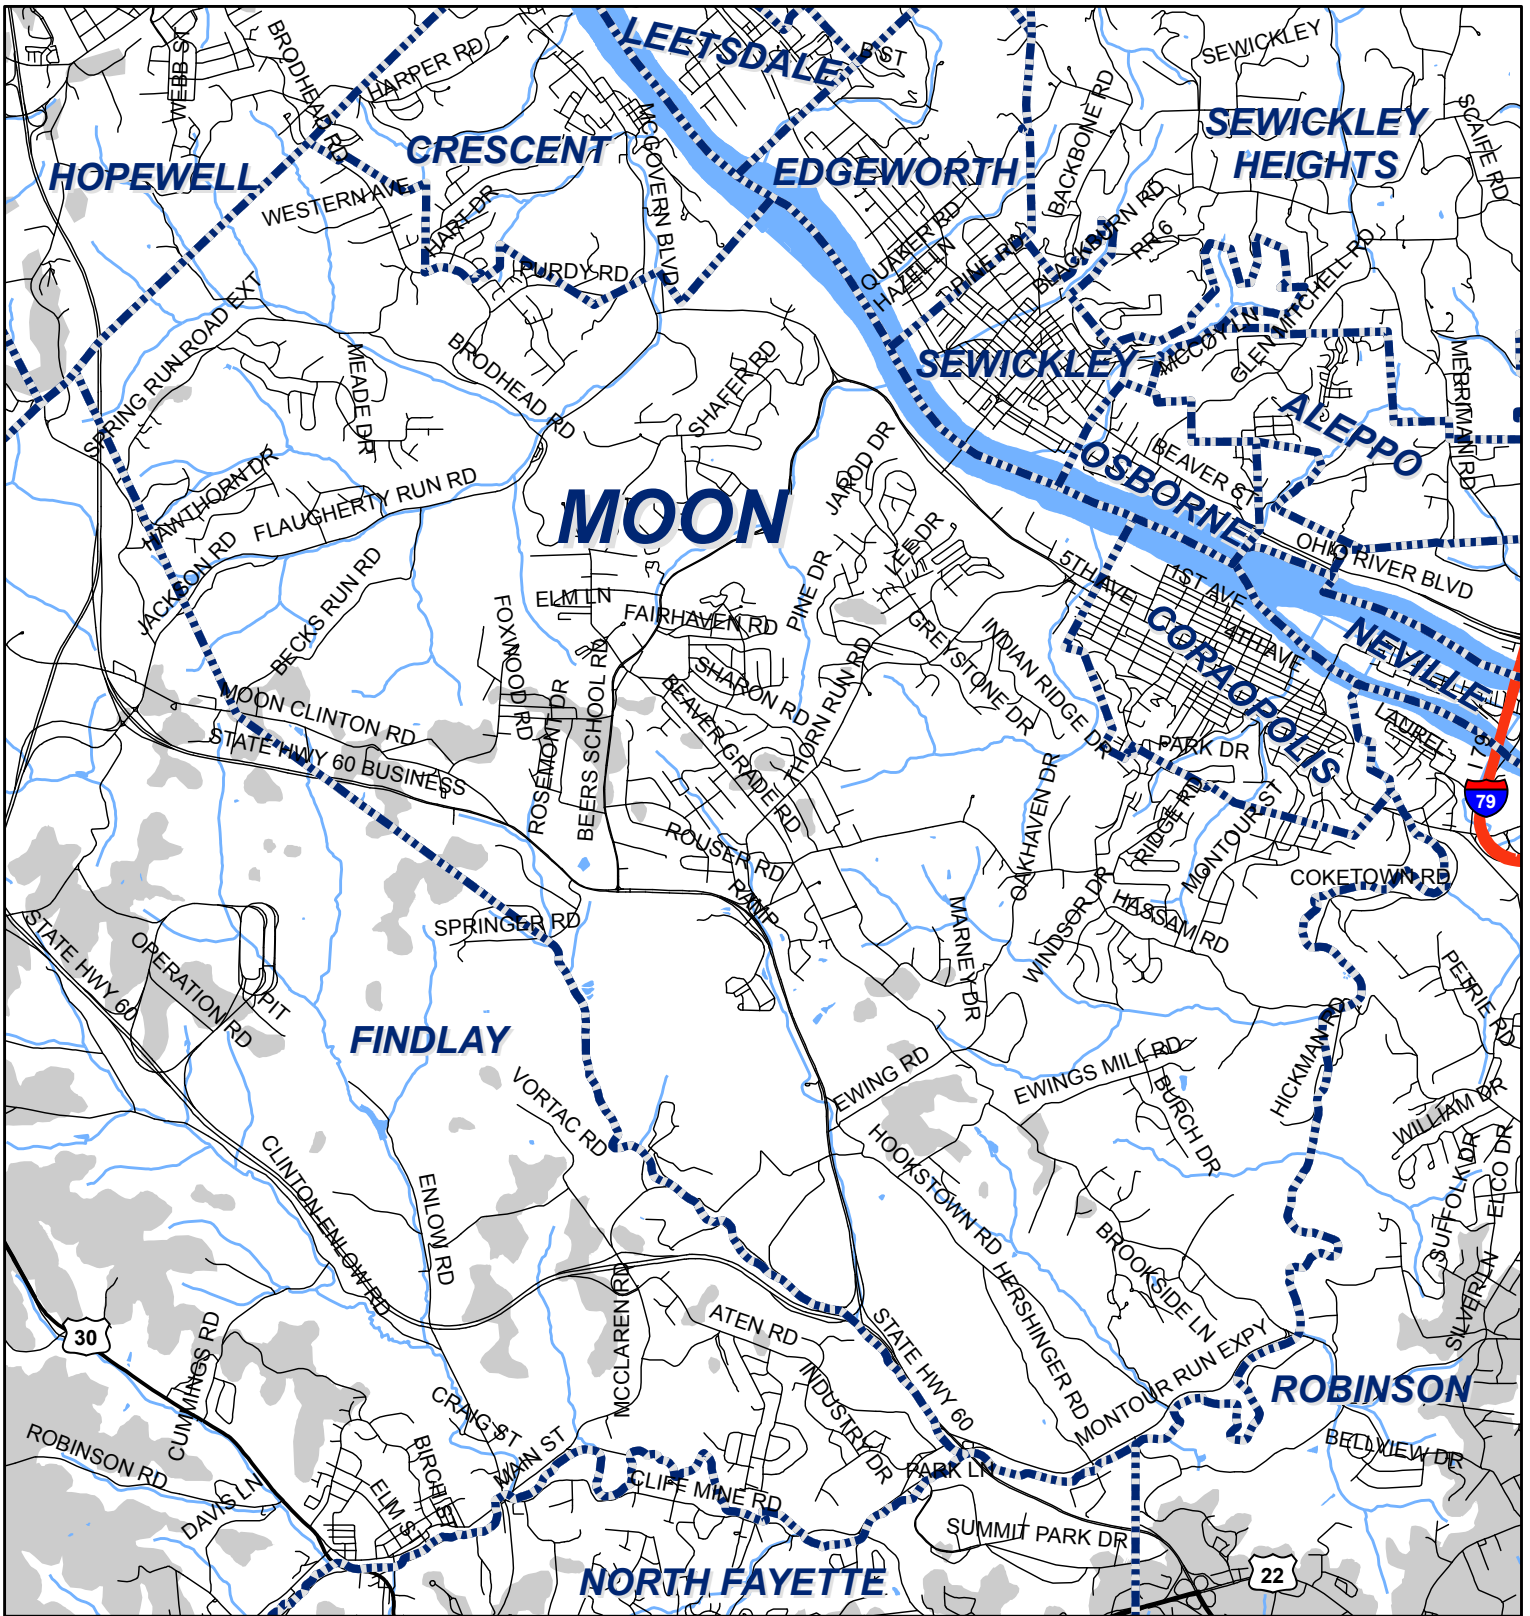 LEETSDALE
B ST
SEWICKLEY
WEBB ST
BRODHEAD RD
HARPER RD
MCGOVERN BLVD
BACKBONE RD
SEWICKLEY
HEIGHTS
SCAIFE RD
HOPEWELL
CRESCENT
EDGEWORTH
WESTERN AVE
HART DR
PURDY RD
QUAKER RD
HAZEL LN
PINE RD
BLACKBURN RD
RR 6
SPRING RUN ROAD EXT
MEADE DR
BRODHEAD RD
SHAFER RD
SEWICKLEY
MCCOY LN
GLEN MITCHELL RD
MERRIMAN RD
ALEPPO
HAWTHORN DR
FLAUGHERTY RUN RD
MOON
JAROD DR
OSBORNE
BEAVER ST
OHIO RIVER BLVD
JACKSON RD
BECKS RUN RD
FOXWOOD RD
ELM LN
FAIRHAVEN RD
PINE DR
LEE DR
GREYSTONE DR
INDIAN RIDGE DR
5TH AVE
1ST AVE
4TH AVE
CORAOPOLIS
NEVILLE
MOON CLINTON RD
STATE HWY 60 BUSINESS
ROSEMONT DR
BEERS SCHOOL RD
SHARON RD
BEAVER GRADE RD
THORN RUN RD
PARK DR
LAUREL
I 79
79
ROUSER RD
RAMP
OAKHAVEN DR
RIDGE RD
MONTOUR ST
COKETOWN RD
SPRINGER RD
MARNEY DR
WINDSOR DR
HASSAM RD
STATE HWY 60
OPERATION RD
PIT
PETRIE RD
FINDLAY
VORTAC RD
EWING RD
EWINGS MILL RD
BURCH DR
HICKMAN RD
WILLIAM DR
CLINTON ENLOW RD
ENLOW RD
HOOKSTOWN RD
SUFFOLK DR
ELCO DR
BROOKSIDE LN
HERSHINGER RD
SILVER LN
30
CUMMINGS RD
MCCLAREN RD
ATEN RD
INDUSTRY DR
STATE HWY 60
MONTOUR RUN EXPY
ROBINSON
ROBINSON RD
DAVIS LN
CRAIG ST
BIRCH ST
ELM ST
MAIN ST
CLIFF MINE RD
PARK LN
BELLVIEW DR
SUMMIT PARK DR
NORTH FAYETTE
22